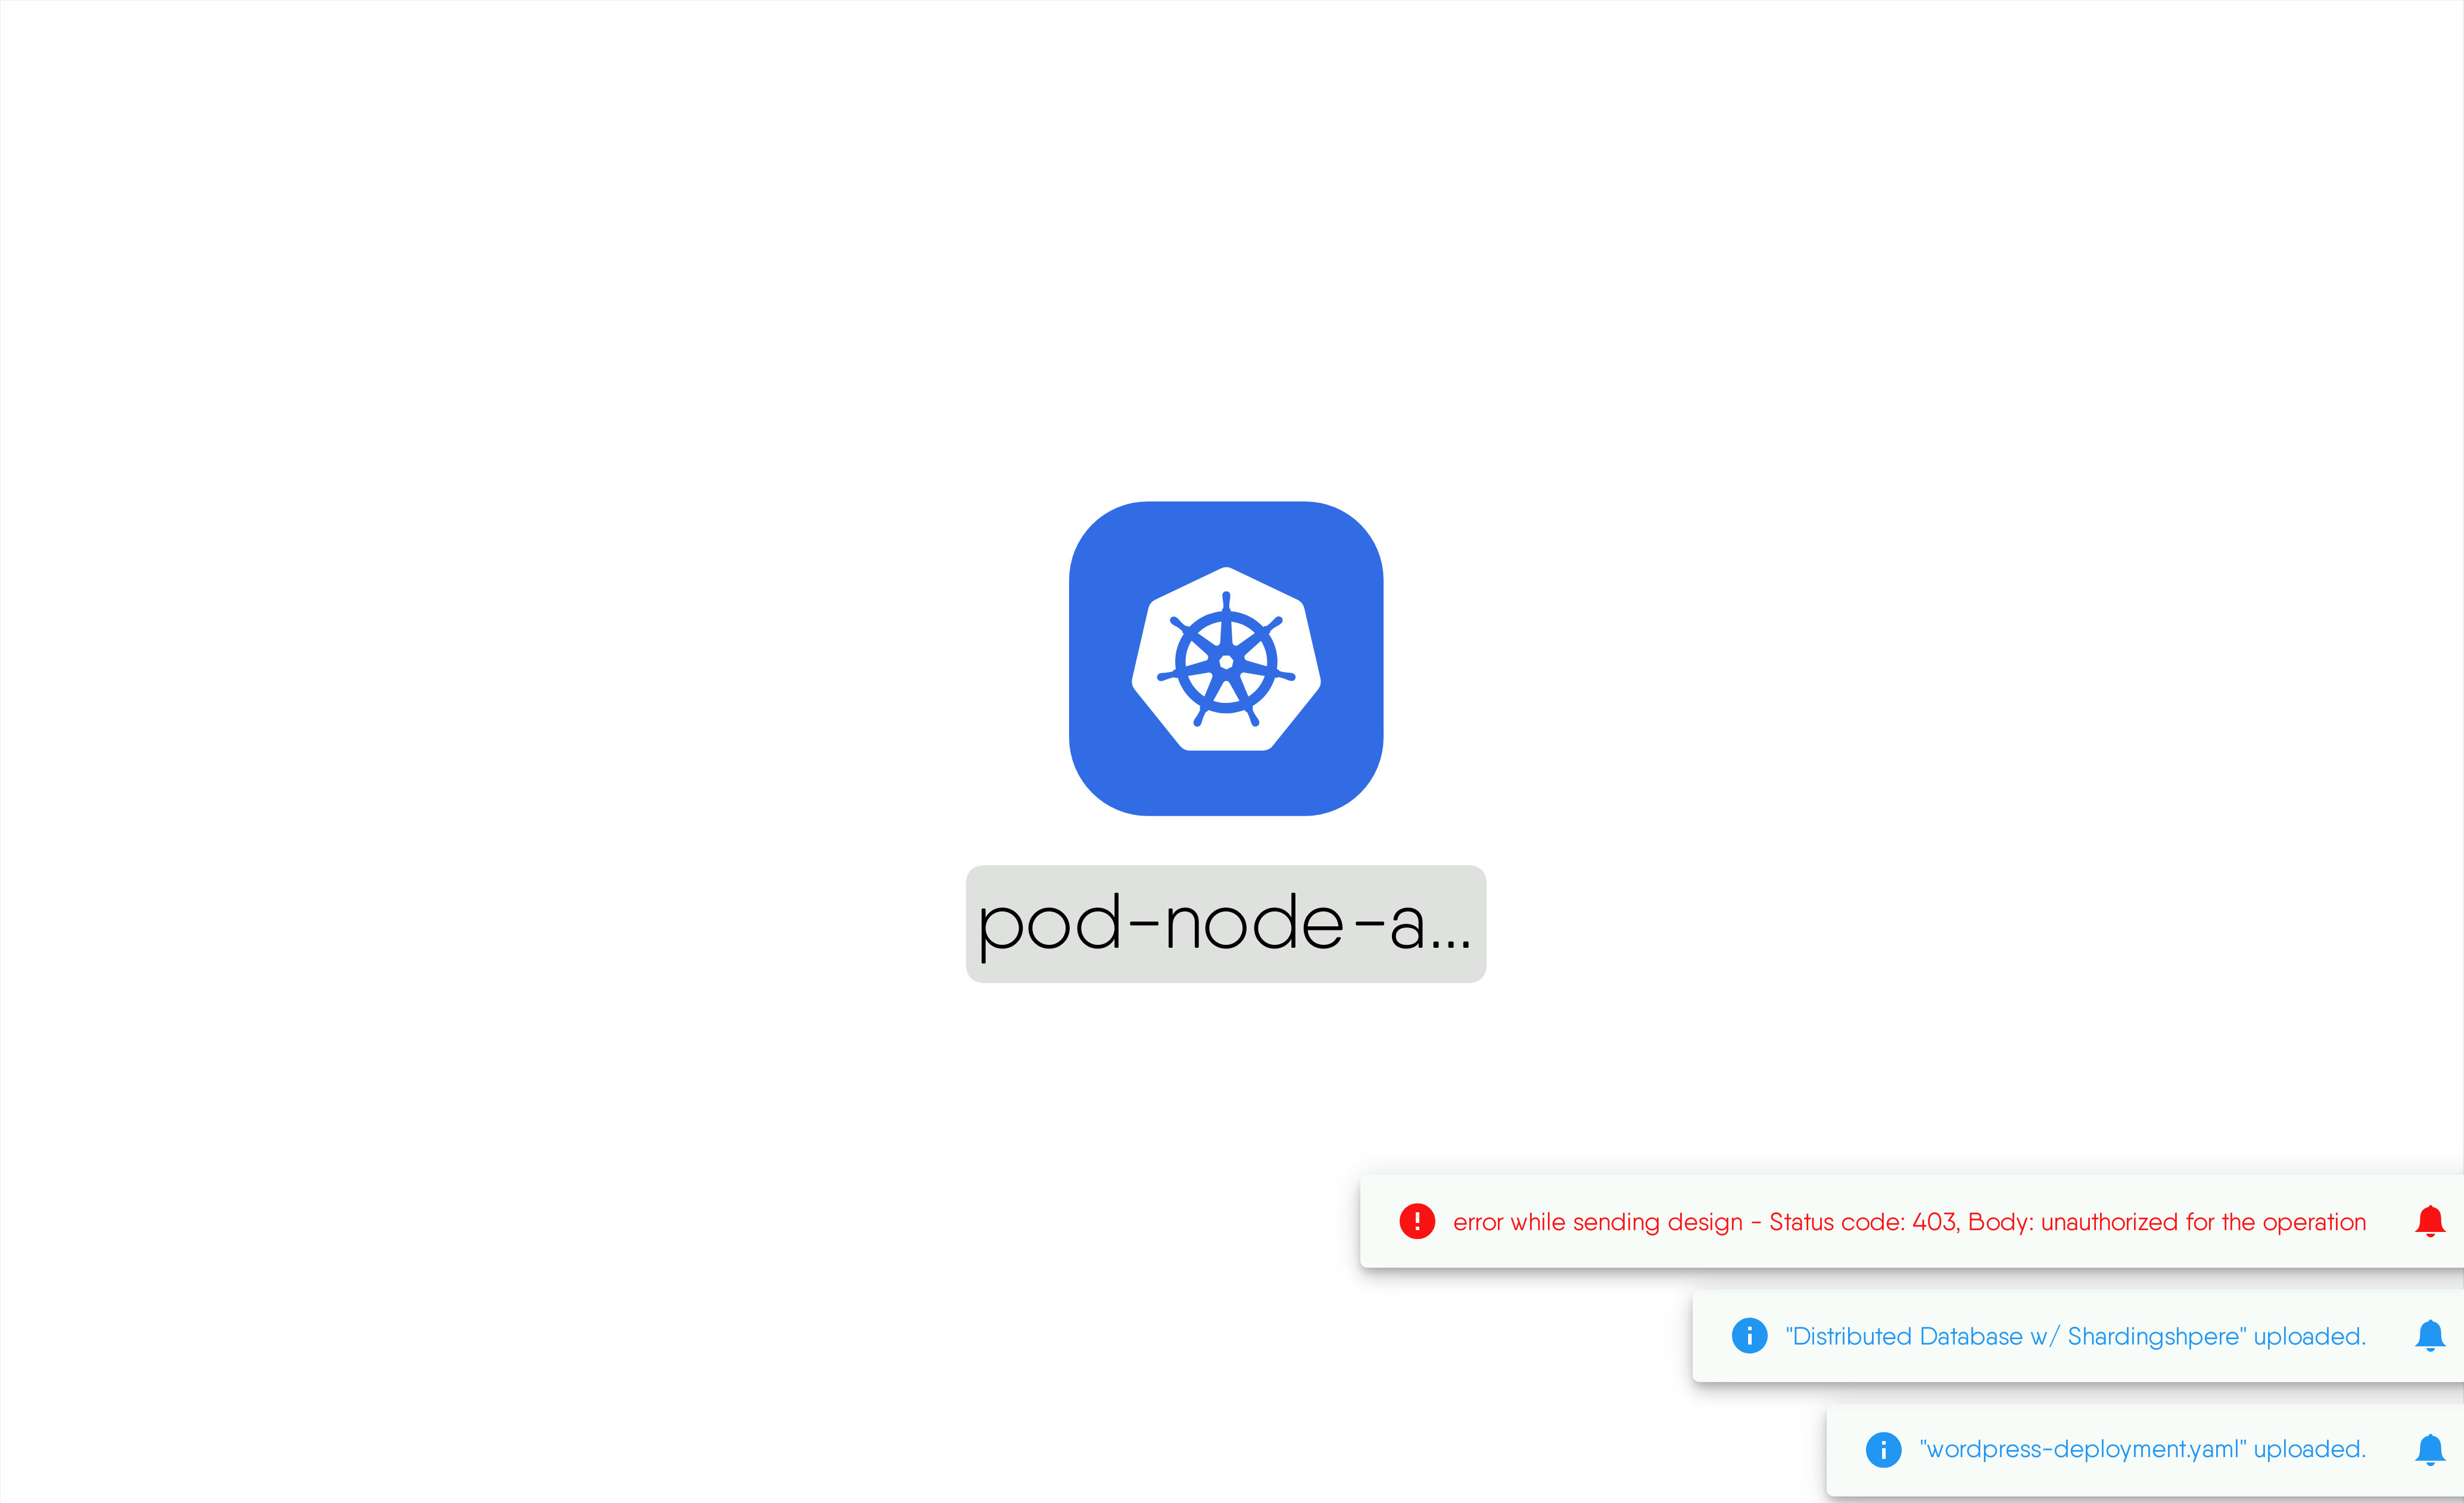 pod-node-a...
error while sending design - Status code: 403, Body: unauthorized for the operation
"Distributed Database w/ Shardingshpere" uploaded.
"wordpress-deployment.yaml" uploaded.